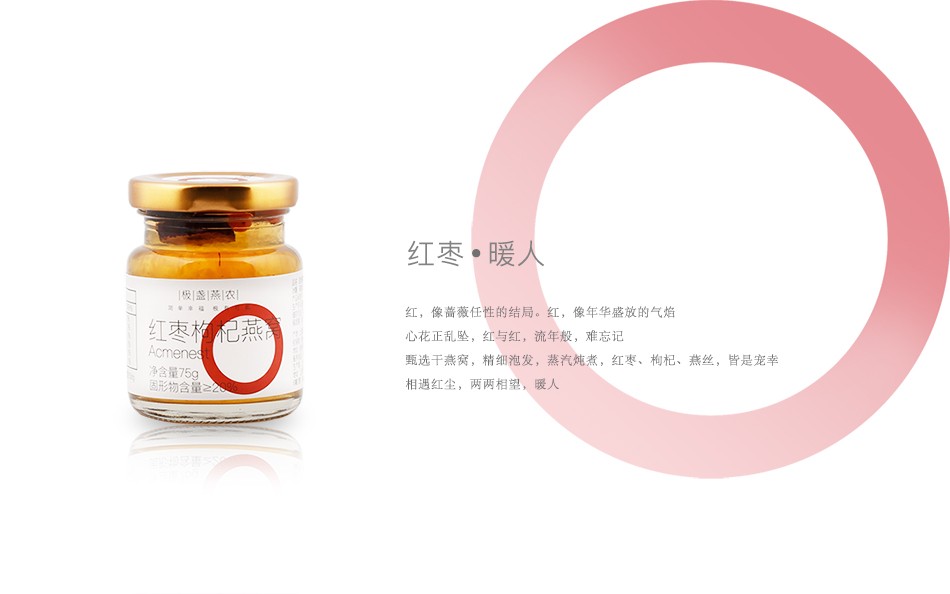 |极|盏|燕|农|
红枣枸杞燕窝
Acmenest
净含量75g
固形物含量≥20%
红枣•暖人
红，像蔷薇任性的结局。红，像年华盛放的气焰
心花正乱坠，红与红，流年般，难忘记
甄选干燕窝，精细泡发，蒸汽炖煮，红枣、枸杞、燕丝，皆是宠幸
相遇红尘，两两相望，暖人